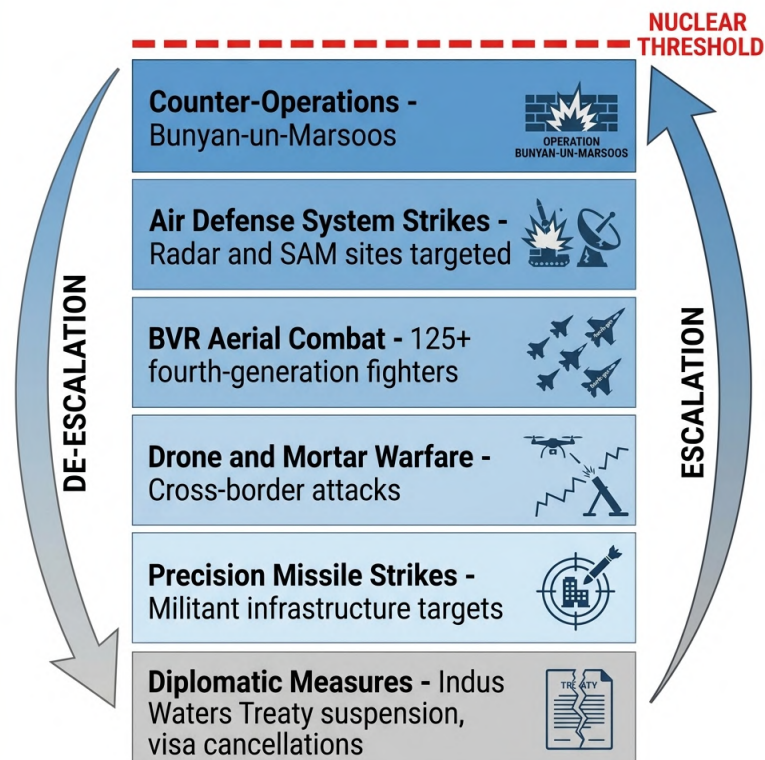 NUCLEAR
THRESHOLD
Counter-Operations -
Bunyan-un-Marsoos
OPERATION
BUNYAN-UN-MARSOOS
Air Defense System Strikes -
Radar and SAM sites targeted
BVR Aerial Combat - 125+
fourth-generation fighters
Drone and Mortar Warfare -
Cross-border attacks
Precision Missile Strikes -
Militant infrastructure targets
Diplomatic Measures - Indus
Waters Treaty suspension,
visa cancellations
TREATY
DE-ESCALATION
ESCALATION